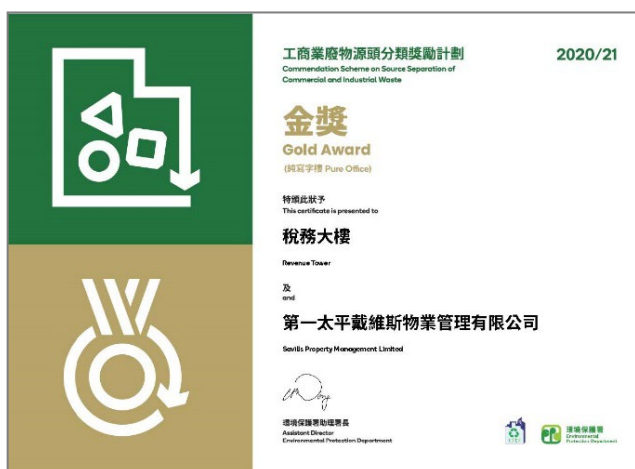 工商業廢物源頭分類獎勵計劃
2020/21
Commendation Scheme on Source Separation of
Commercial and Industrial Waste
金獎
Gold Award
(純寫字樓 Pure Office)
特頒此狀予
This certificate is presented to
稅務大樓
Revenue Tower
及
and
第一太平戴維斯物業管理有限公司
Savills Property Management Limited
環境保護署助理署長
Assistant Director
Environmental Protection Department
環境保護署
Environmental
Protection Department